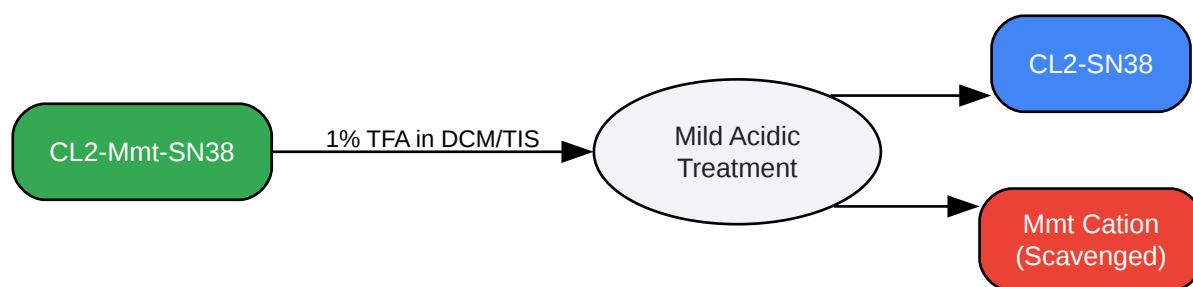 CL2-Mmt-SN38
1% TFA in DCM/TIS
Mild Acidic
Treatment
CL2-SN38
Mmt Cation
(Scavenged)